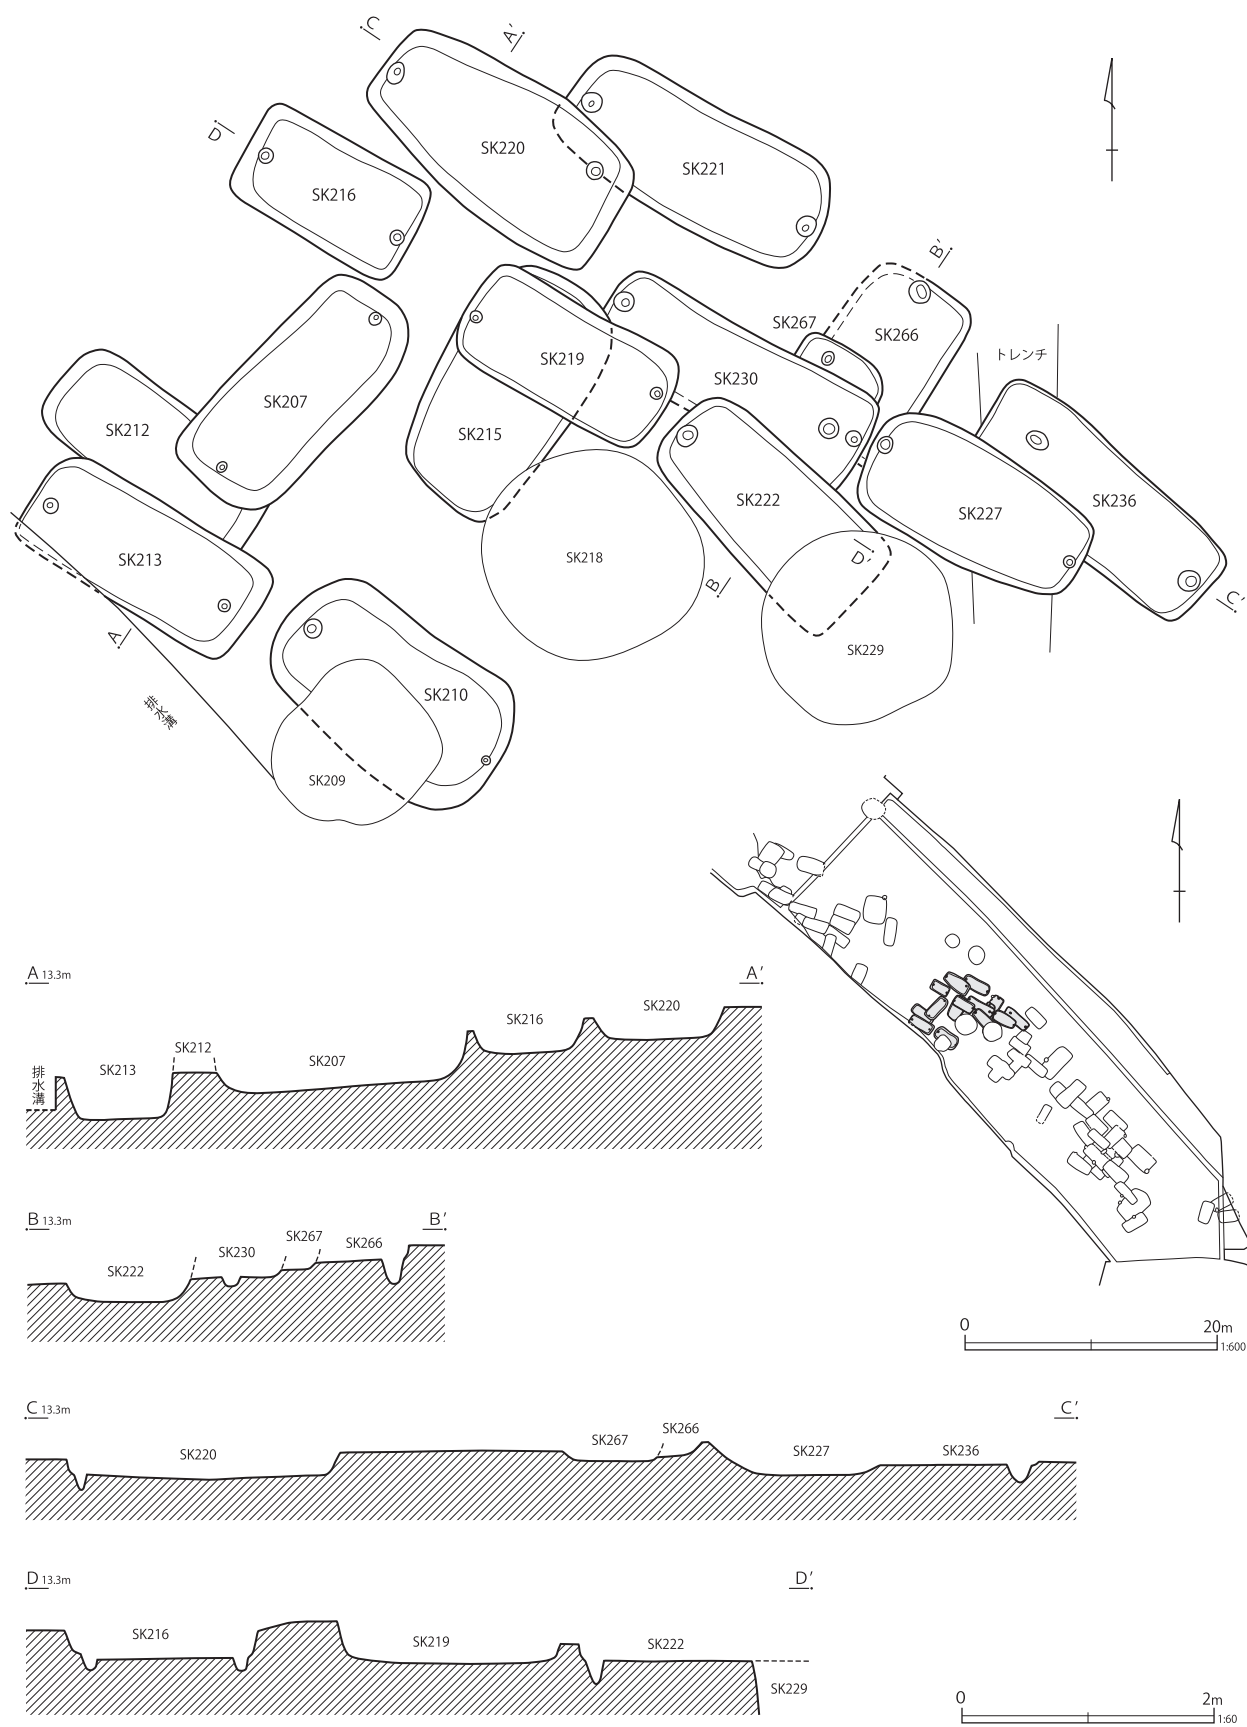 C
A′
D
SK220
SK221
SK216
B′
SK267
SK266
トレンチ
SK219
SK230
SK207
SK212
SK215
SK222
SK236
SK227
SK213
SK218
D′
B
C′
A
SK229
SK210
排水溝
SK209
A 13.3m
A′
SK216
SK220
SK212
SK213
SK207
排水溝
B 13.3m
B′
SK267
SK230
SK266
SK222
0
20m
1:600
C 13.3m
C′
SK266
SK267
SK220
SK227
SK236
D 13.3m
D′
SK216
SK219
SK222
SK229
0
2m
1:60